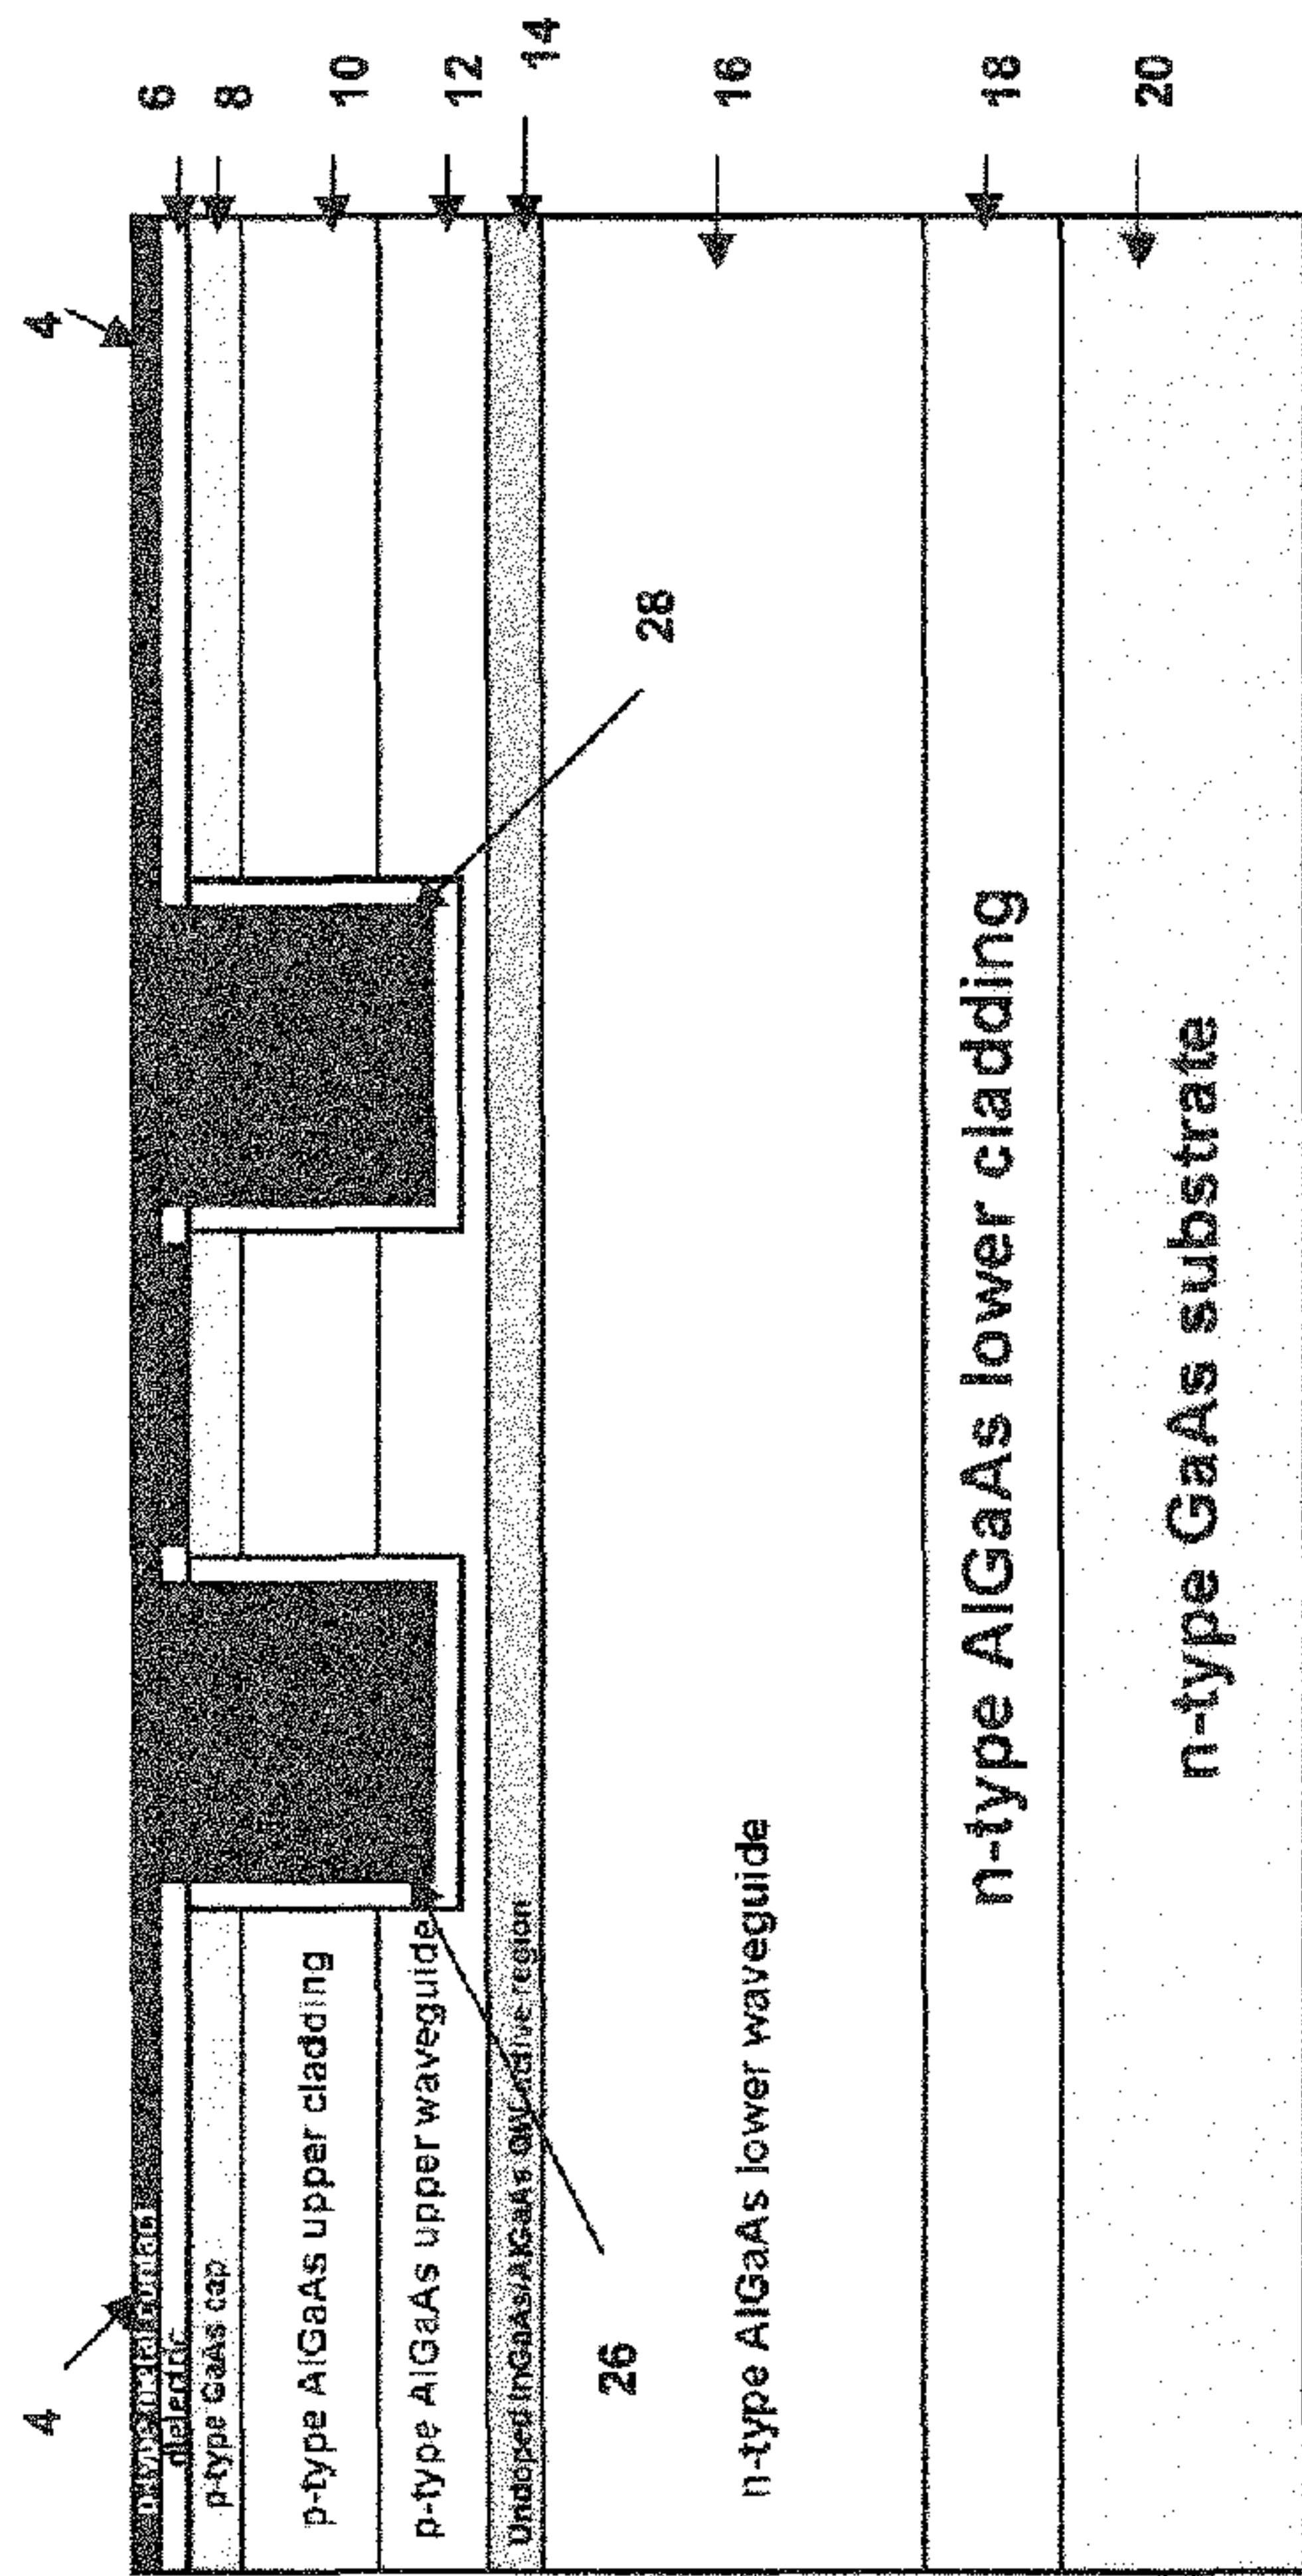 4
4
p-type metal contact
dielectric
6
p-type GaAs cap
8
p-type AlGaAs upper cladding
10
p-type AlGaAs upper waveguide
12
Undoped InGaAs/AlGaAs QW active region
14
26
28
n-type AlGaAs lower waveguide
16
n-type AlGaAs lower cladding
18
n-type GaAs substrate
20